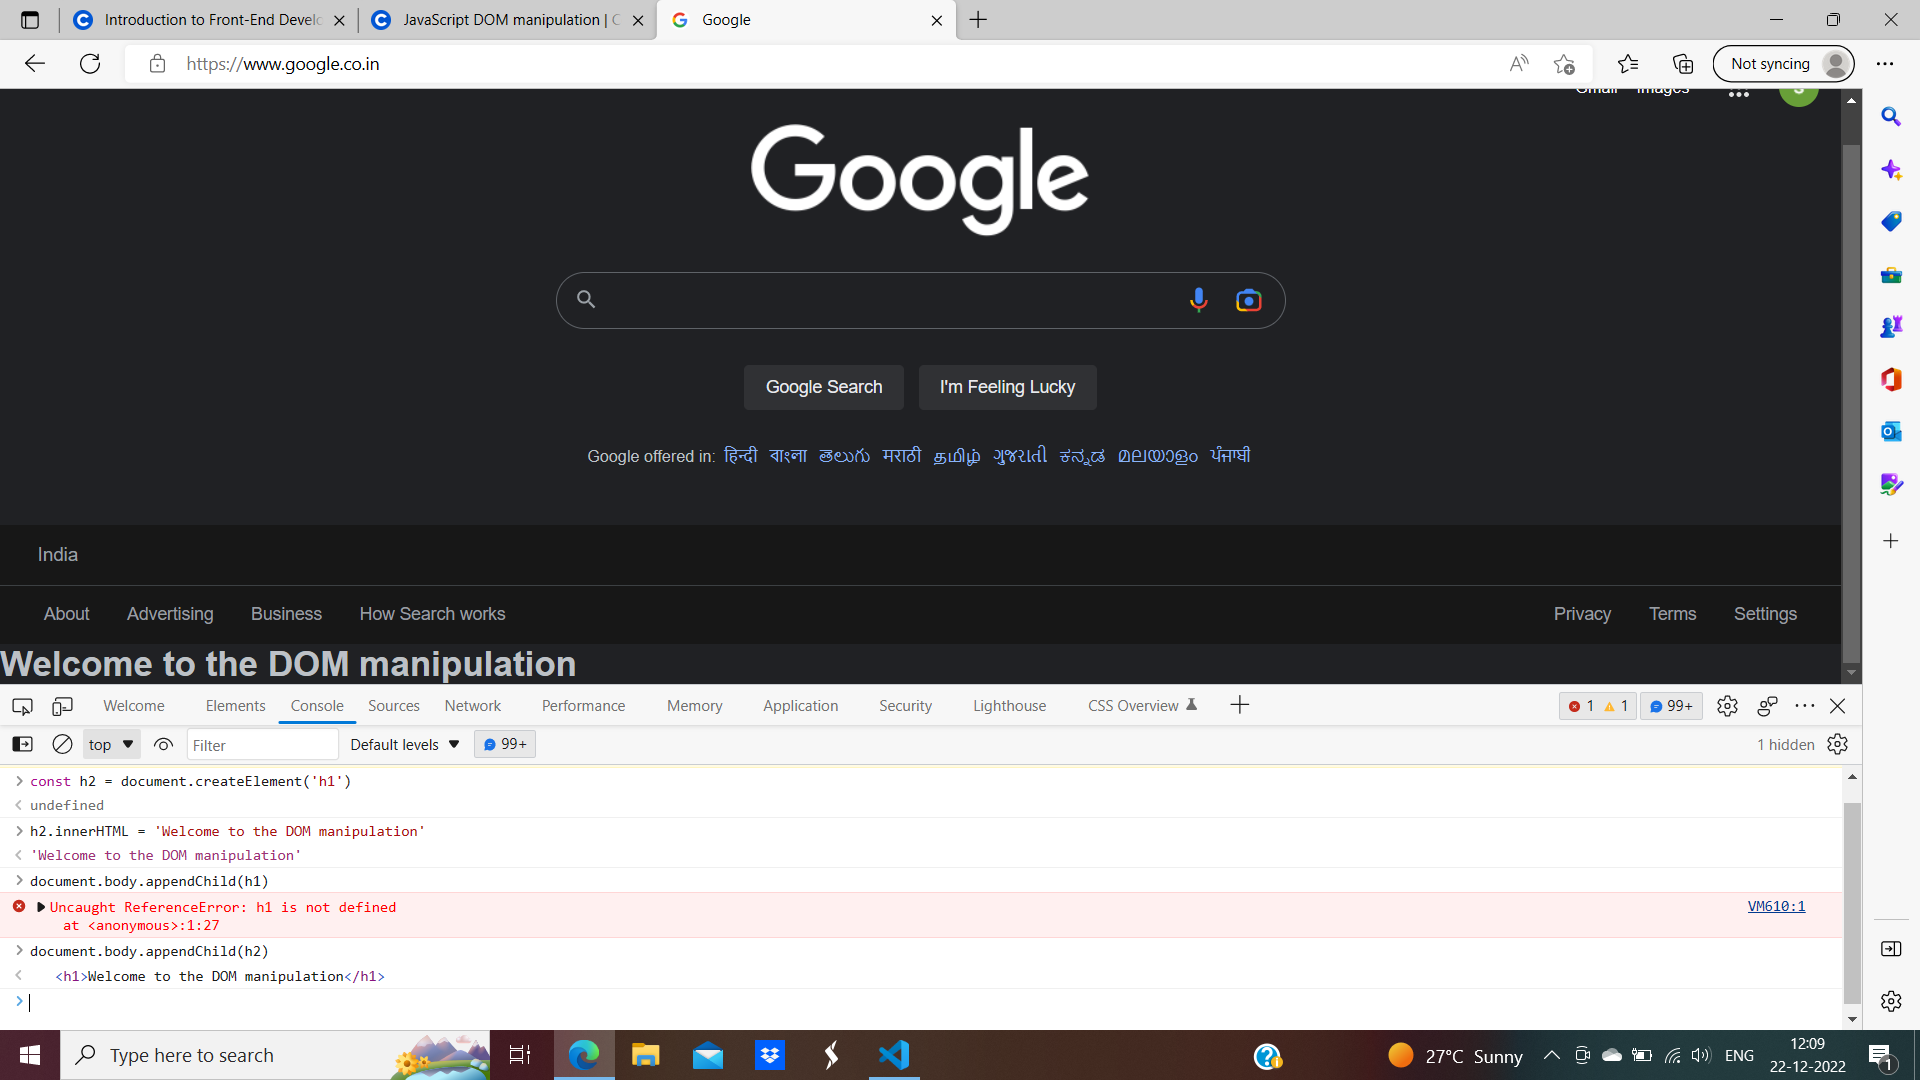 Introduction to Front-End Develo
JavaScript DOM manipulation | C
Google
https://www.google.co.in
Not syncing
Gmail Images
Google
Google Search
I'm Feeling Lucky
Google offered in: हिन्दी বাংলা తెలుగు मराठी தமிழ் ગુજરાતી ಕನ್ನಡ മലയാളം ਪੰਜਾਬੀ
India
About Advertising Business How Search works Privacy Terms Settings
Welcome to the DOM manipulation
Welcome Elements Console Sources Network Performance Memory Application Security Lighthouse CSS Overview 1 1 99+
top Filter Default levels 99+ 1 hidden
const h2 = document.createElement('h1')
undefined
h2.innerHTML = 'Welcome to the DOM manipulation'
'Welcome to the DOM manipulation'
document.body.appendChild(h1)
Uncaught ReferenceError: h1 is not defined VM610:1
at <anonymous>:1:27
document.body.appendChild(h2)
<h1>Welcome to the DOM manipulation</h1>
Type here to search
27°C Sunny
ENG
12:09
22-12-2022
1